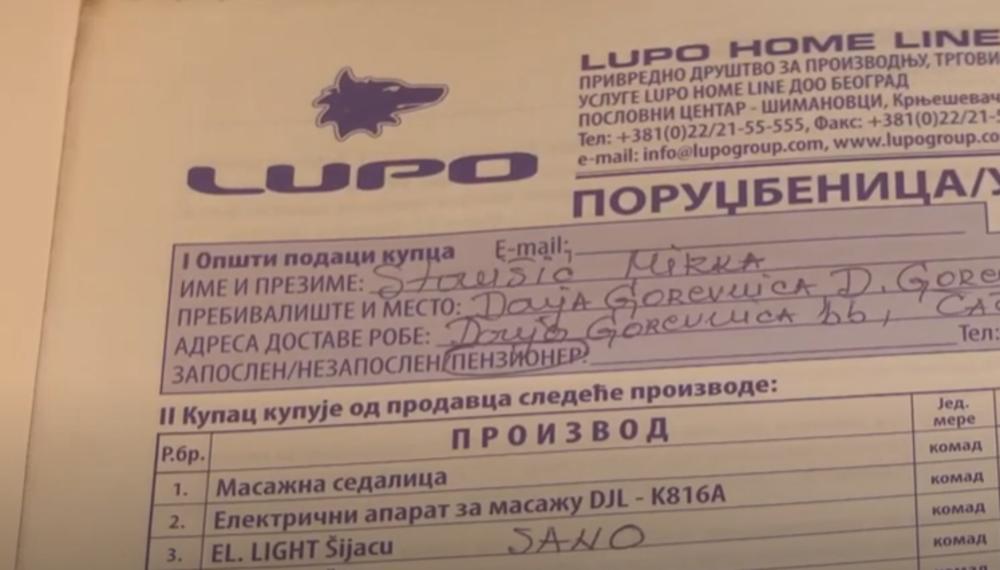 LUPO
LUPO HOME LINE
ПРИВРЕДНО ДРУШТВО ЗА ПРОИЗВОДЊУ, ТРГОВИ
УСЛУГЕ LUPO HOME LINE ДОО БЕОГРАД
ПОСЛОВНИ ЦЕНТАР - ШИМАНОВЦИ, Крњешевач
Тел: +381(0)22/21-55-555, Факс: +381(0)22/21-5
e-mail: info@lupogroup.com, www.lupogroup.co
ПОРУЏБЕНИЦА/У
I Општи подаци купца E-mail:
ИМЕ И ПРЕЗИМЕ: Mirka
ПРЕБИВАЛИШТЕ И МЕСТО: Donja Gorevnica D. Gorev
АДРЕСА ДОСТАВЕ РОБЕ: Donja Gorevnica bb, ČA
ЗАПОСЛЕН/НЕЗАПОСЛЕН/ПЕНЗИОНЕР: Тел:
II Купац купује од продавца следеће производе:
Р.бр. ПРОИЗВОД Јед. мере
1. Масажна седалица комад
2. Електрични апарат за масажу DJL - K816A комад
3. EL. LIGHT Šijacu SANO комад